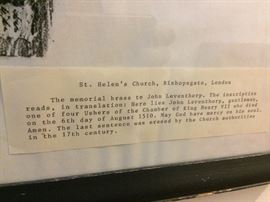 St. Helen's Church, Bishopsgate, London
The memorial brass to John Leventhorp. The inscription
reads, in translation: Here lies John Leventhorp, gentleman,
one of four Ushers of the Chamber of King Henry VII who died
on the 6th day of August 1510. May God have mercy on his soul.
Amen. The last sentence was erased by the Church authorities
in the 17th century.